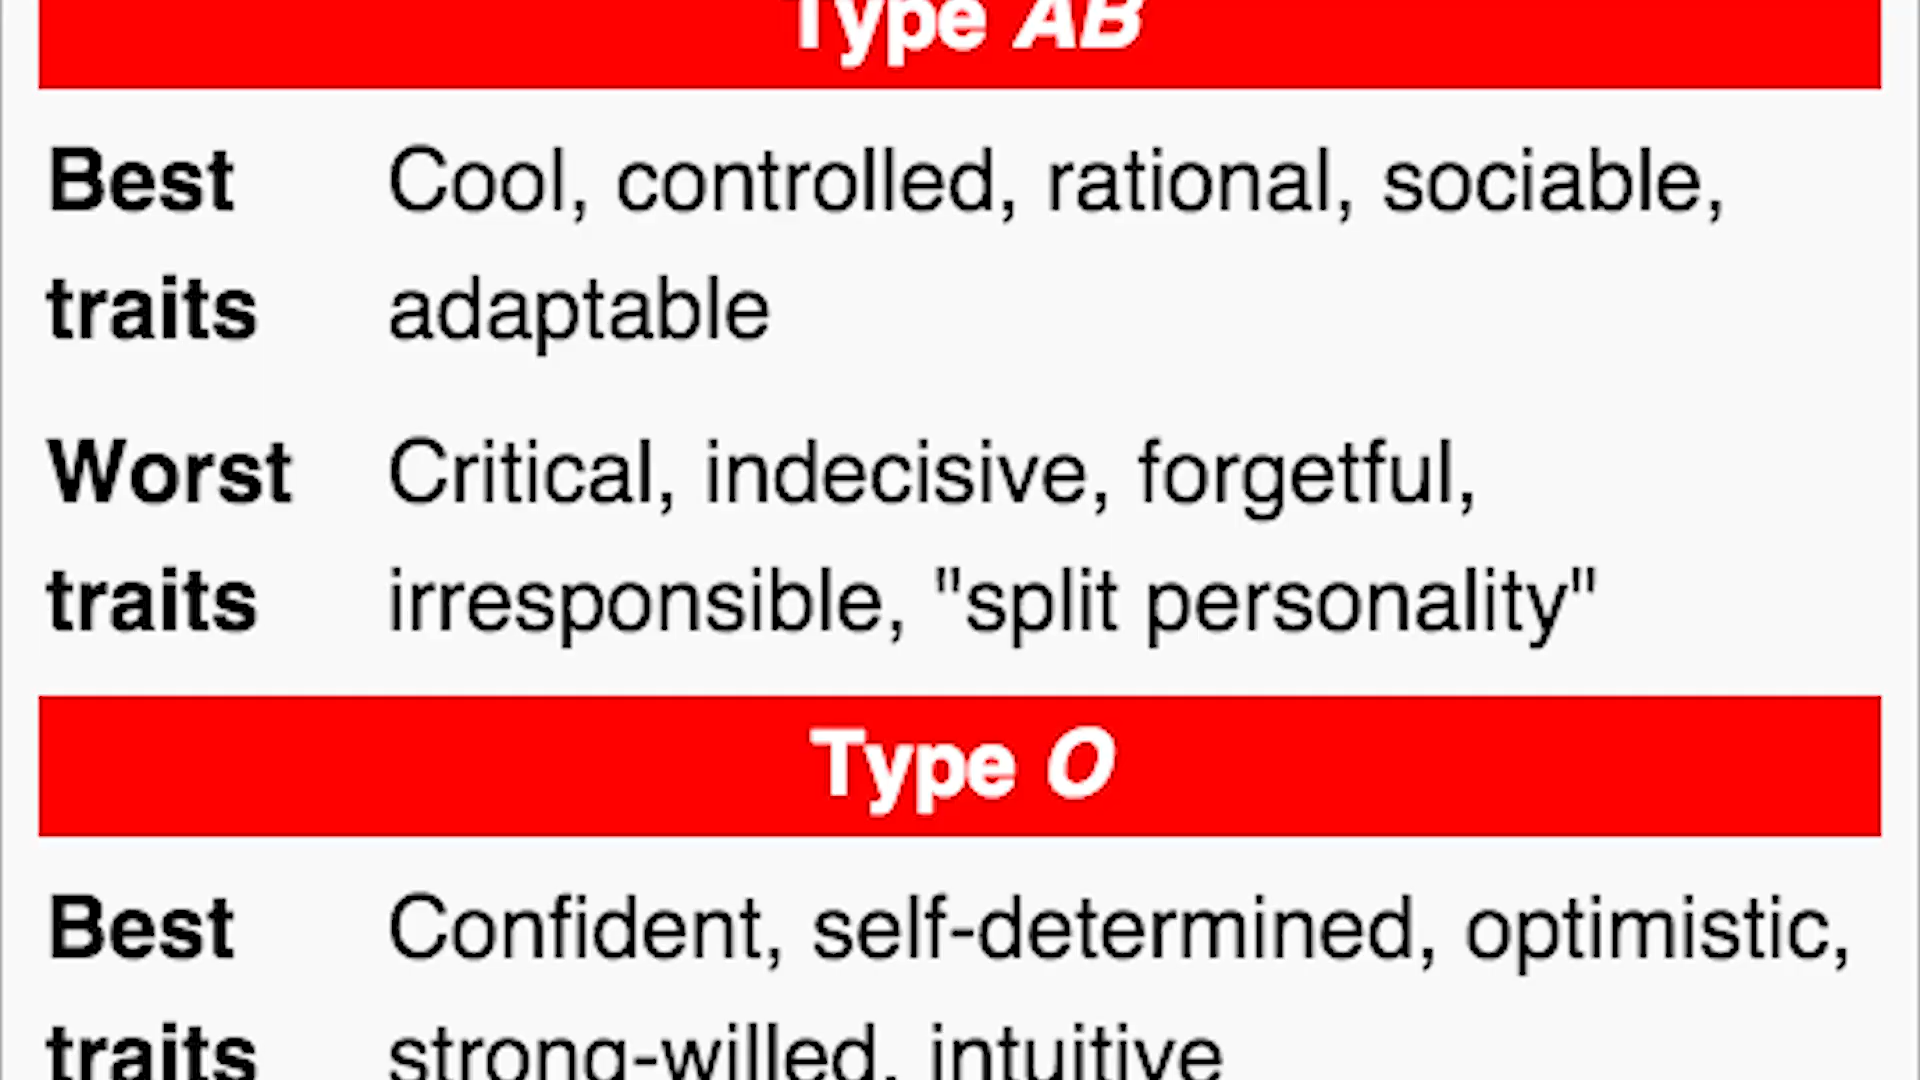 Type AB
Best Cool, controlled, rational, sociable,
traits adaptable
Worst Critical, indecisive, forgetful,
traits irresponsible, "split personality"
Type O
Best Confident, self-determined, optimistic,
traits strong-willed, intuitive